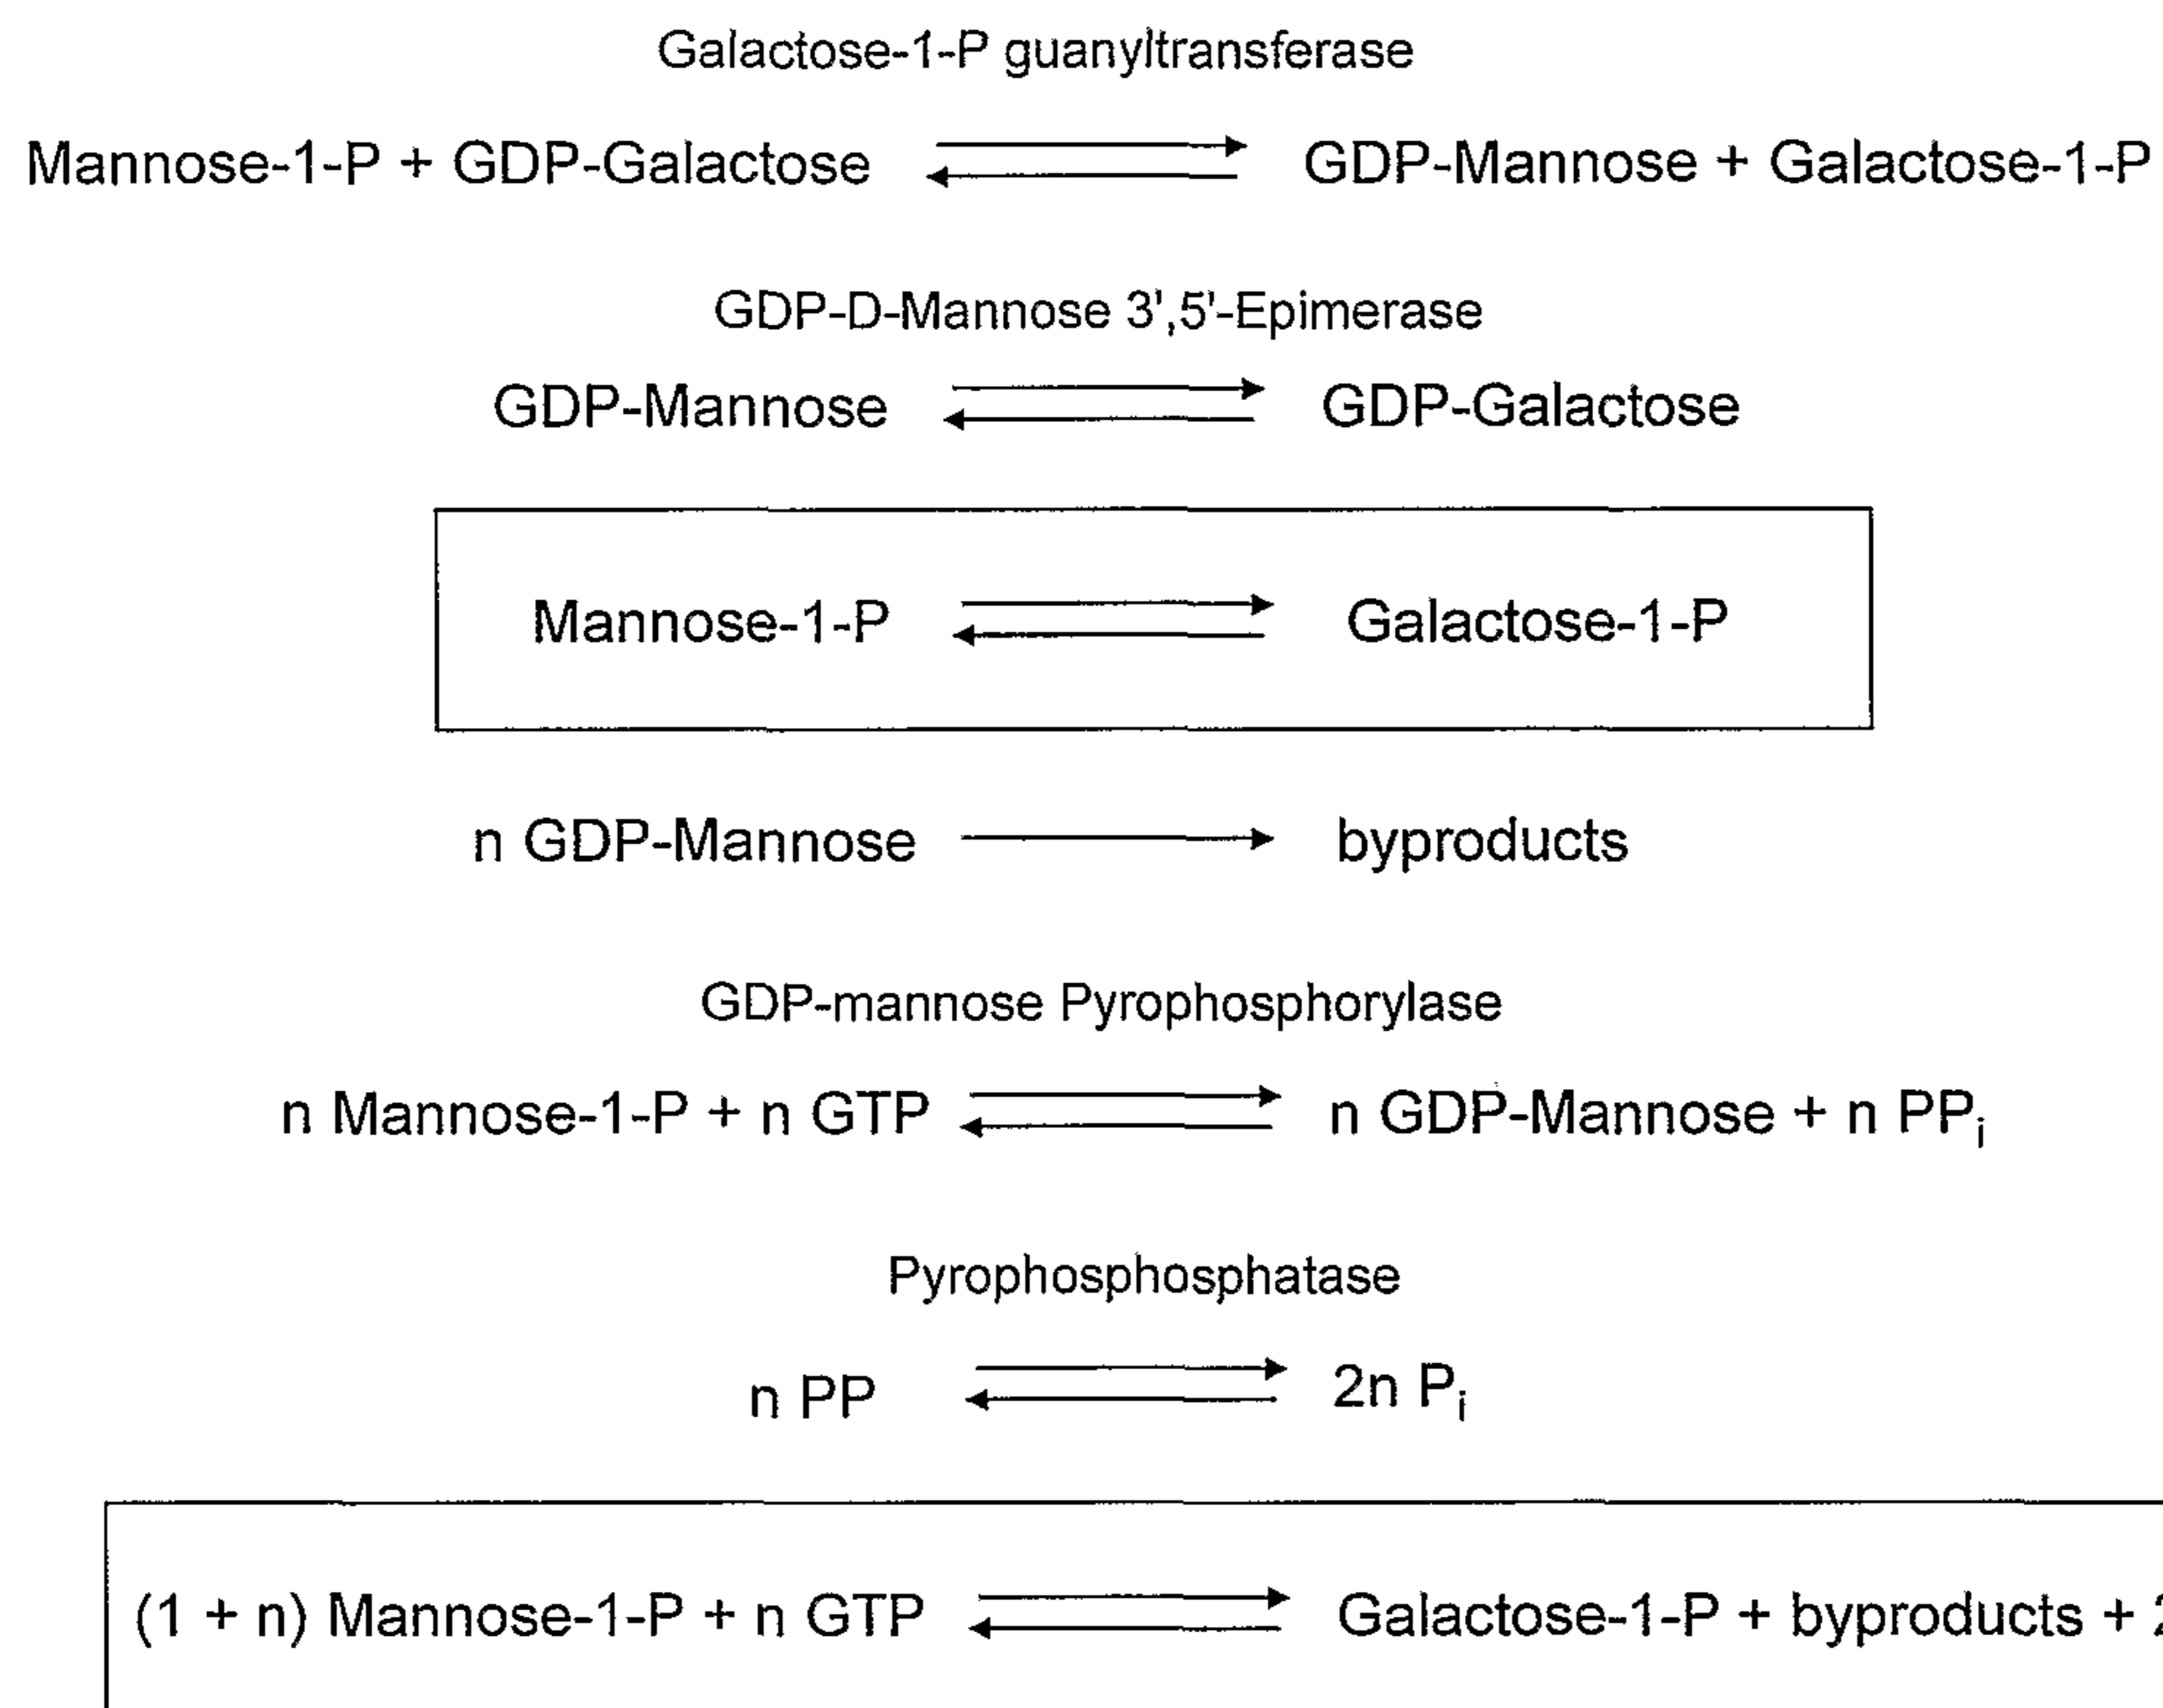 Galactose-1-P guanyltransferase
Mannose-1-P + GDP-Galactose ⇄ GDP-Mannose + Galactose-1-P
GDP-D-Mannose 3',5'-Epimerase
GDP-Mannose ⇄ GDP-Galactose
Mannose-1-P ⇄ Galactose-1-P
n GDP-Mannose → byproducts
GDP-mannose Pyrophosphorylase
n Mannose-1-P + n GTP ⇄ n GDP-Mannose + n PPi
Pyrophosphosphatase
n PP ⇄ 2n Pi
(1 + n) Mannose-1-P + n GTP ⇄ Galactose-1-P + byproducts +